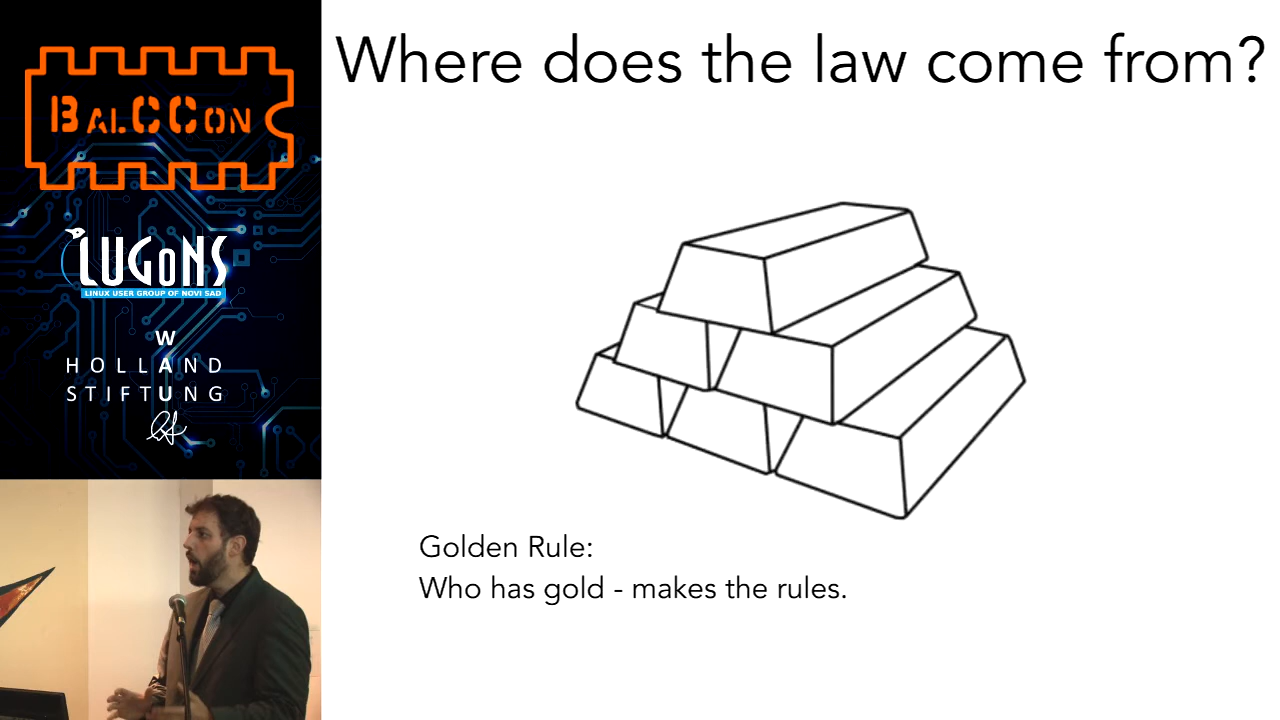 Where does the law come from?
BALCCON
LUGONS
LINUX USER GROUP OF NOVI SAD
W
HOLLAND
STIFTUNG
Golden Rule:
Who has gold - makes the rules.